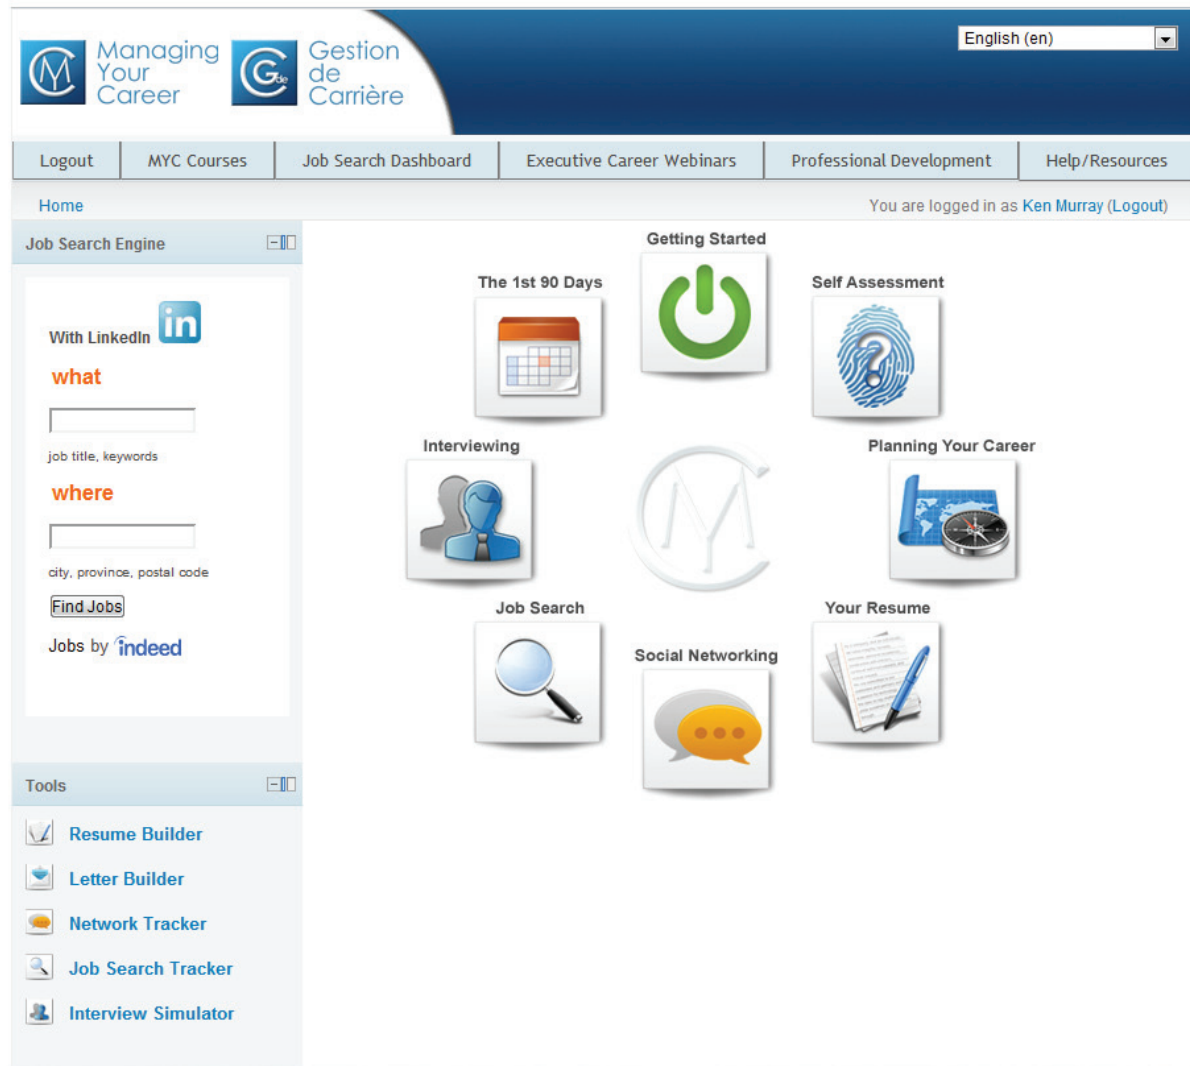 Managing
Your
Career
Gde
Gestion
de
Carrière
English (en)
Logout
MYC Courses
Job Search Dashboard
Executive Career Webinars
Professional Development
Help/Resources
Home
You are logged in as Ken Murray (Logout)
Job Search Engine
With LinkedIn in
what
job title, keywords
where
city, province, postal code
Find Jobs
Jobs by indeed
Getting Started
The 1st 90 Days
Self Assessment
?
Interviewing
Planning Your Career
Job Search
Your Resume
Social Networking
Tools
Resume Builder
Letter Builder
Network Tracker
Job Search Tracker
Interview Simulator